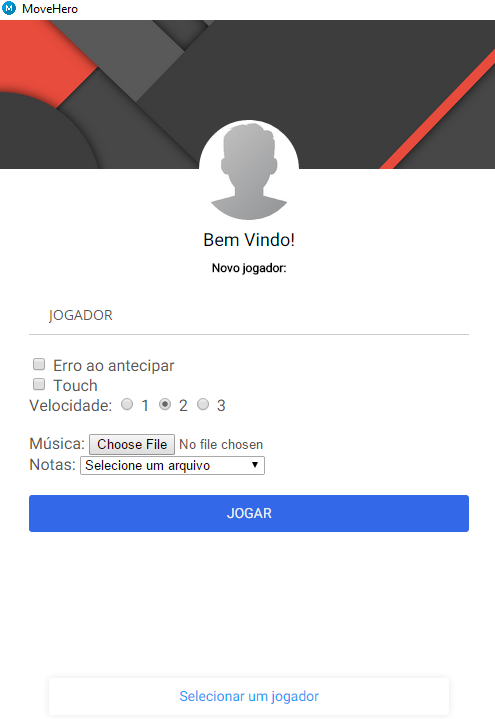 M MoveHero
Bem Vindo!
Novo jogador:
JOGADOR
Erro ao antecipar
Touch
Velocidade: 1 2 3
Música: Choose File No file chosen
Notas: Selecione um arquivo
JOGAR
Selecionar um jogador